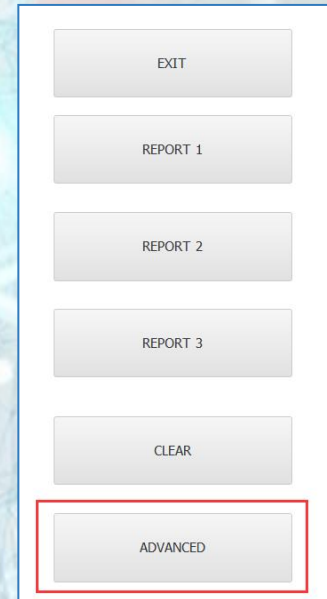 EXIT
REPORT 1
REPORT 2
REPORT 3
CLEAR
ADVANCED